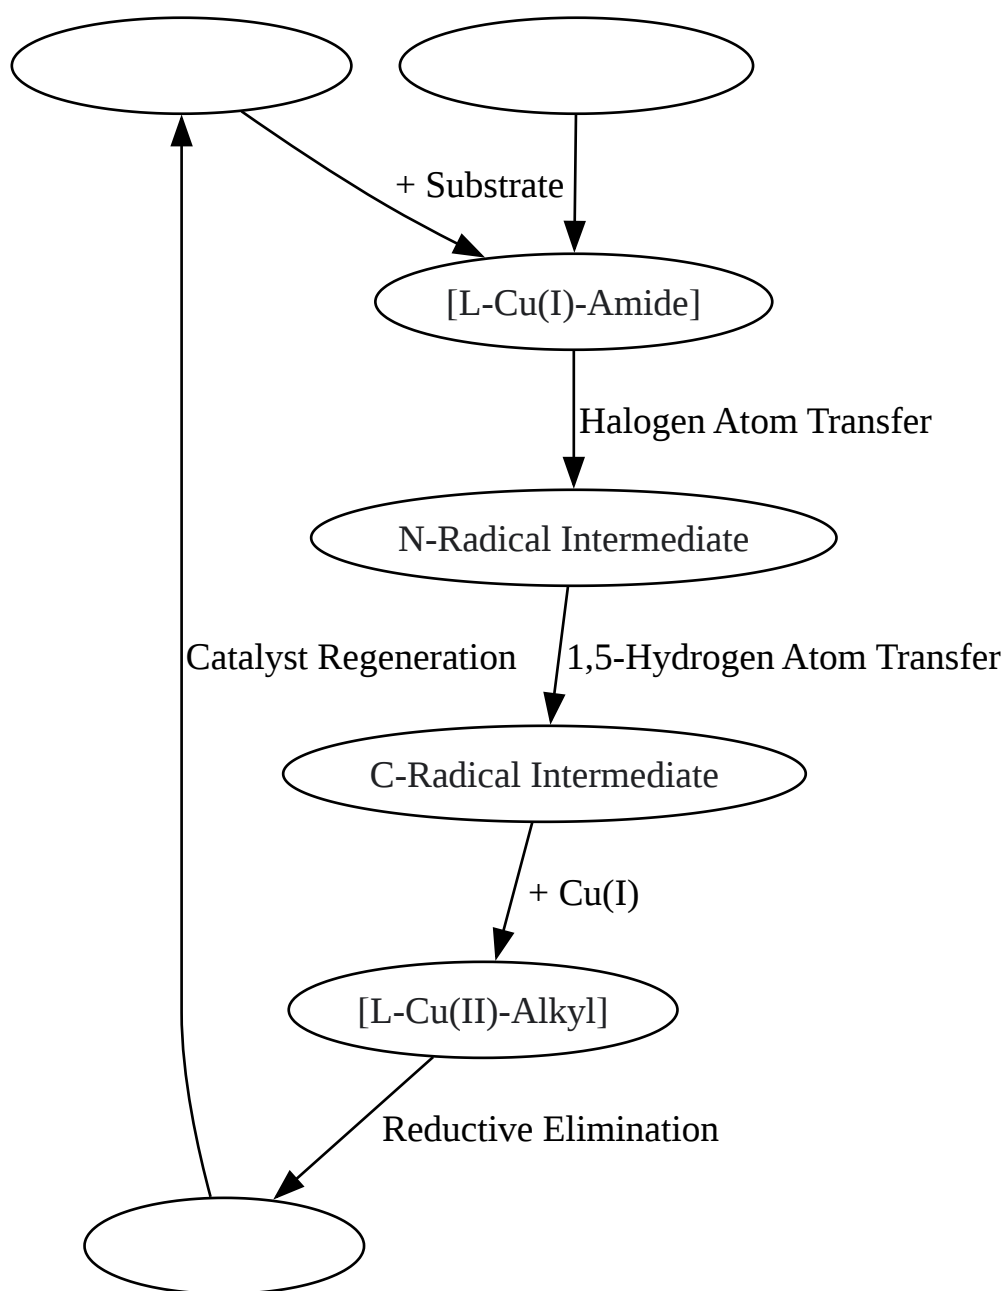 + Substrate
[L-Cu(I)-Amide]
Halogen Atom Transfer
N-Radical Intermediate
Catalyst Regeneration
1,5-Hydrogen Atom Transfer
C-Radical Intermediate
+ Cu(I)
[L-Cu(II)-Alkyl]
Reductive Elimination